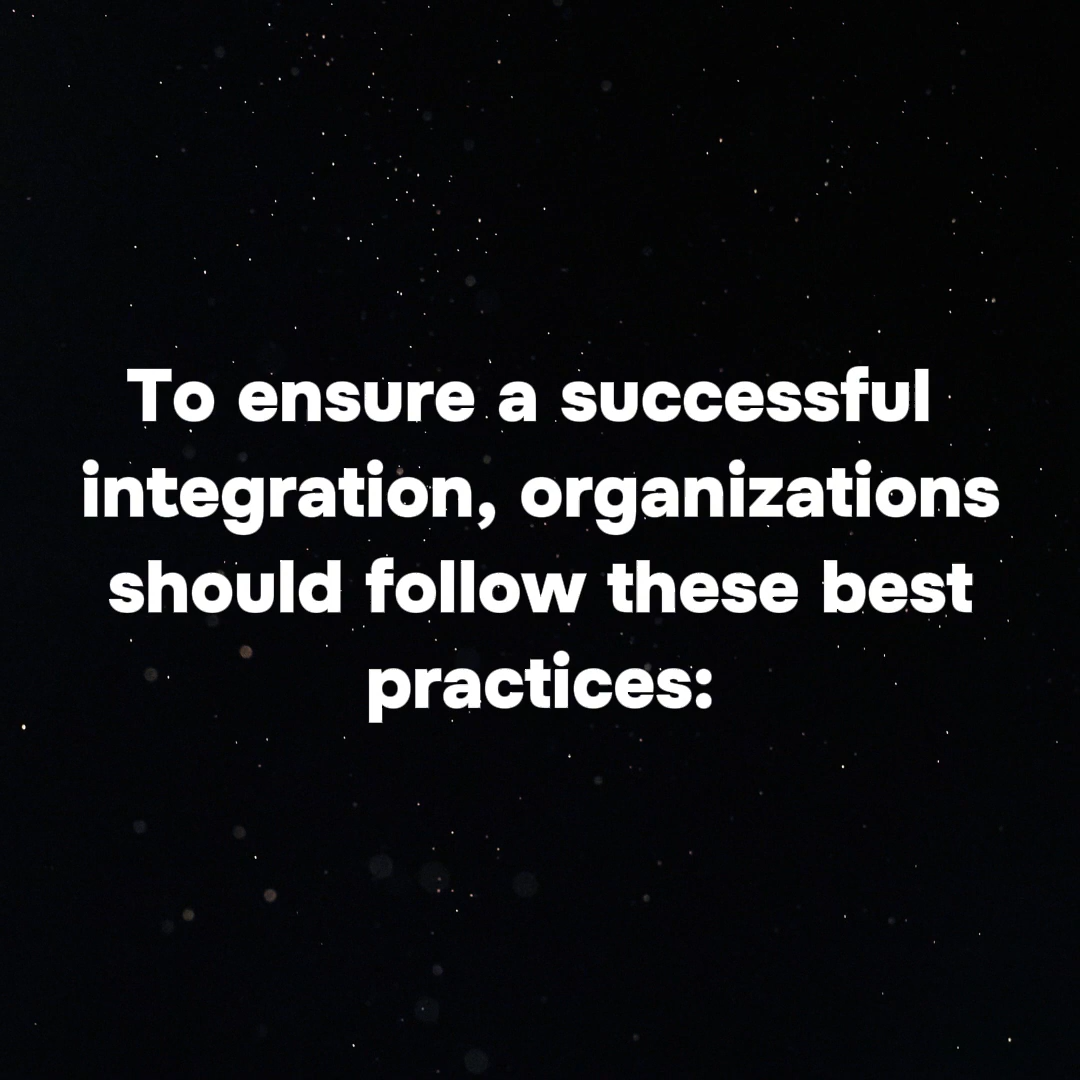 To ensure a successful
integration, organizations
should follow these best
practices: